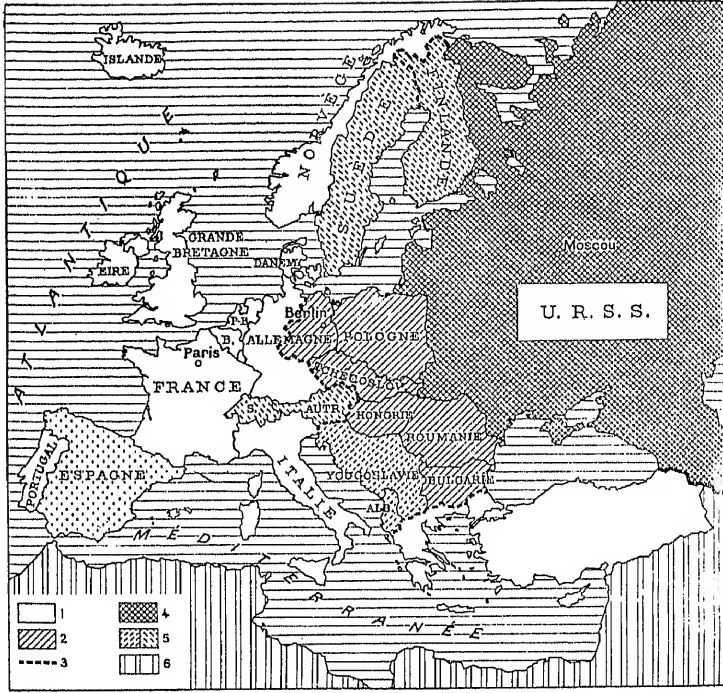 ISLANDE
ATLANTIQUE
NORVÈGE
SUÈDE
FINLANDE
Moscou
GRANDE
BRETAGNE
EIRE
DANEM.
U. R. S. S.
P-B.
Berlin
B.
ALLEMAGNE
POLOGNE
Paris
TCHÉCOSLOV.
FRANCE
S.
AUTR.
HONGRIE
ROUMANIE
ITALIE
PORTUGAL
ESPAGNE
YOUGOSLAVIE
BULGARIE
ALB.
MÉDITERRANÉE
1
2
3
4
5
6